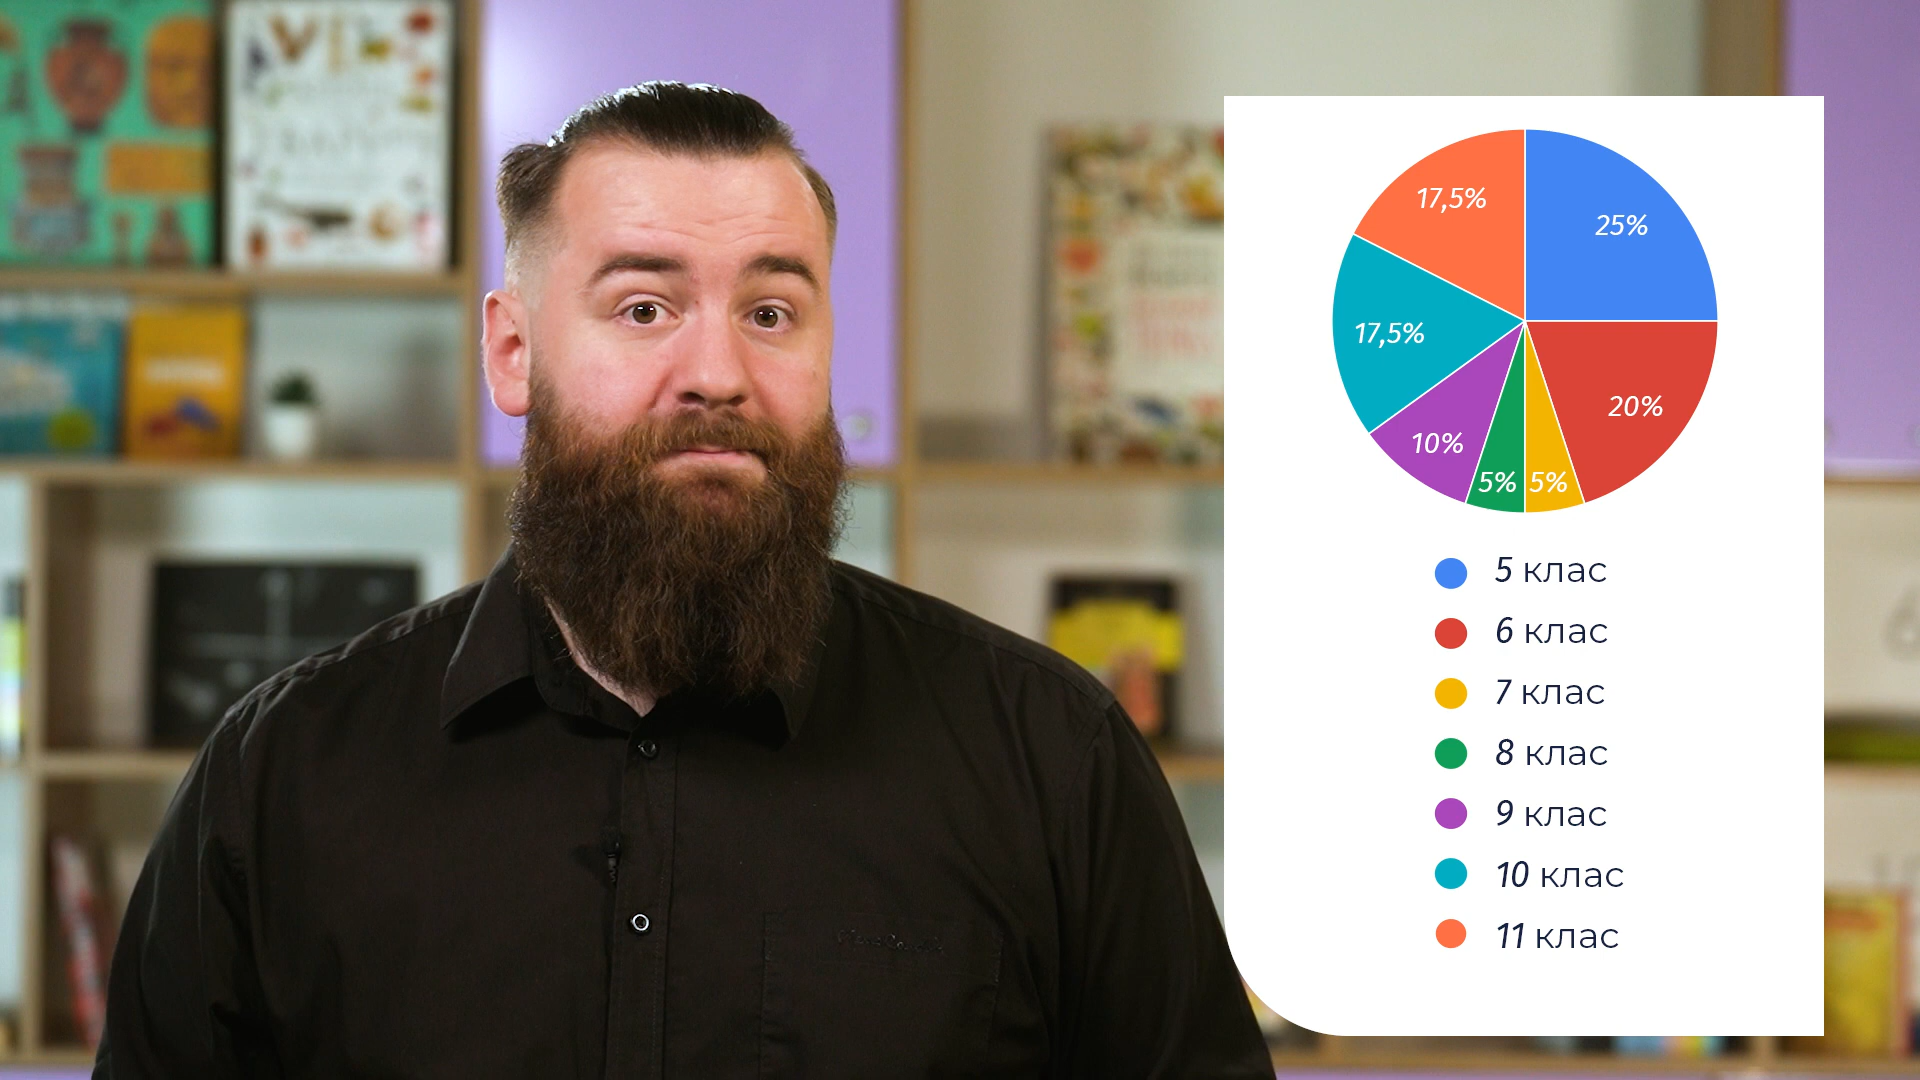 17,5%
25%
17,5%
20%
10%
5%
5%
5 клас
6 клас
7 клас
8 клас
9 клас
10 клас
11 клас